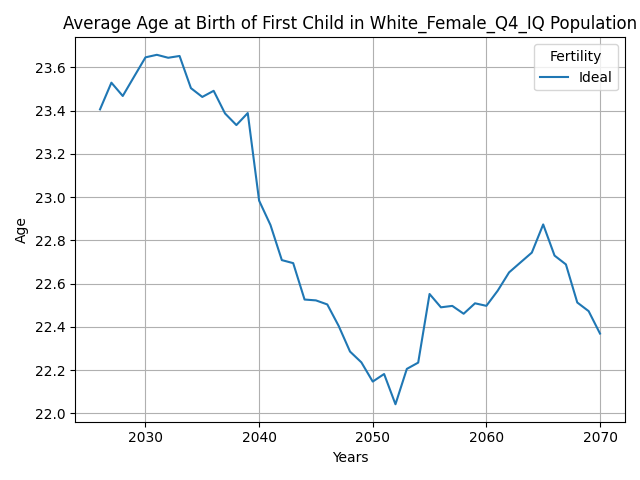 Average Age at Birth of First Child in White_Female_Q4_IQ Population
Fertility
Ideal
23.6
23.4
23.2
23.0
22.8
22.6
22.4
22.2
22.0
Age
2030
2040
2050
2060
2070
Years